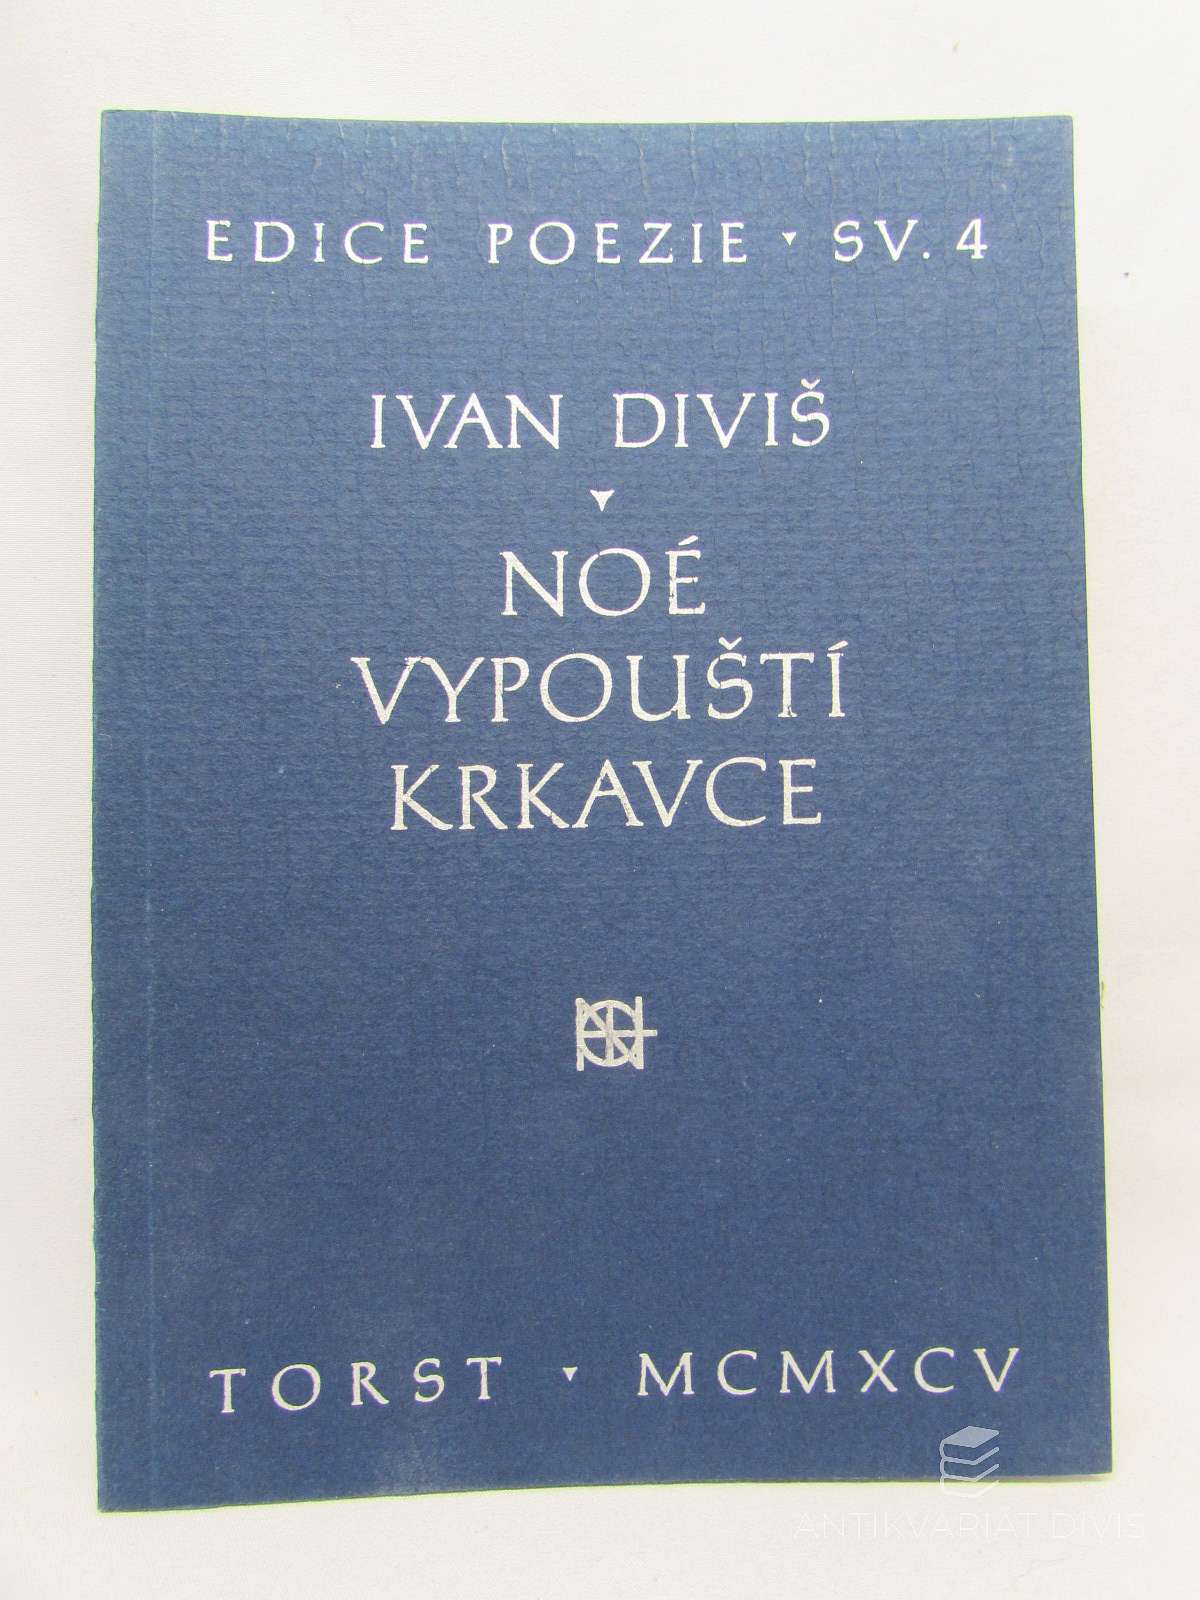 EDICE POEZIE ▾ SV. 4
IVAN DIVIŠ
▾
NOÉ
VYPOUŠTÍ
KRKAVCE
TORST ▾ MCMXCV
ANTIKVARIÁT DIVIŠ